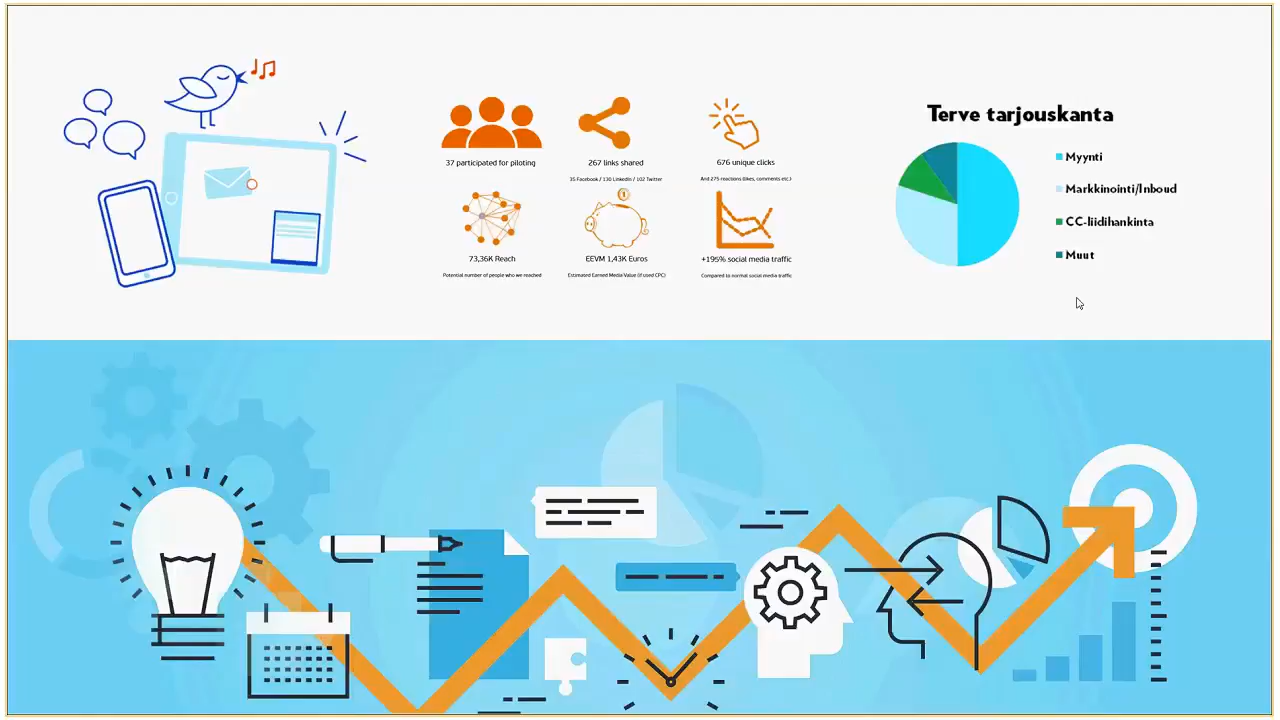 37 participated for piloting
267 links shared
35 Facebook / 130 LinkedIn / 102 Twitter
676 unique clicks
And 275 reactions (likes, comments etc.)
73,36K Reach
Potential number of people who we reached
EEVM 1,43K Euros
Estimated Earned Media Value (if used CPC)
+195% social media traffic
Compared to normal social media traffic
Terve tarjouskanta
Myynti
Markkinointi/Inboud
CC-liidihankinta
Muut